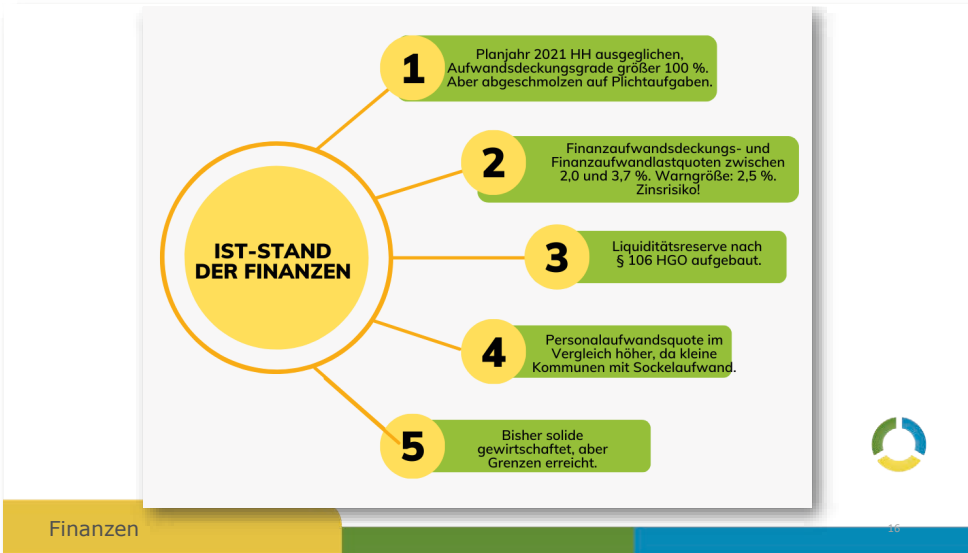 1
Planjahr 2021 HH ausgeglichen,
Aufwandsdeckungsgrade größer 100 %.
Aber abgeschmolzen auf Plichtaufgaben.
2
Finanzaufwandsdeckungs- und
Finanzaufwandlastquoten zwischen
2,0 und 3,7 %. Warngröße: 2,5 %.
Zinsrisiko!
IST-STAND
DER FINANZEN
3
Liquiditätsreserve nach
§ 106 HGO aufgebaut.
4
Personalaufwandsquote im
Vergleich höher, da kleine
Kommunen mit Sockelaufwand.
5
Bisher solide
gewirtschaftet, aber
Grenzen erreicht.
Finanzen
16